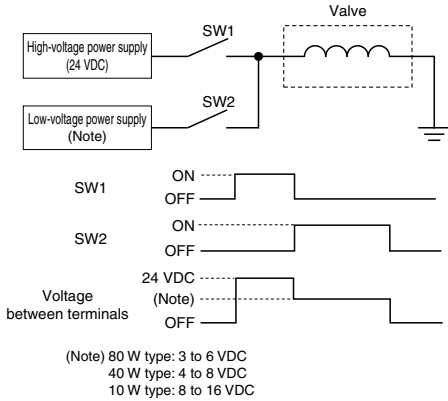 Valve
SW1
High-voltage power supply
(24 VDC)
SW2
Low-voltage power supply
(Note)
SW1
ON
OFF
SW2
ON
OFF
Voltage
between terminals
24 VDC
(Note)
OFF
(Note) 80 W type: 3 to 6 VDC
40 W type: 4 to 8 VDC
10 W type: 8 to 16 VDC